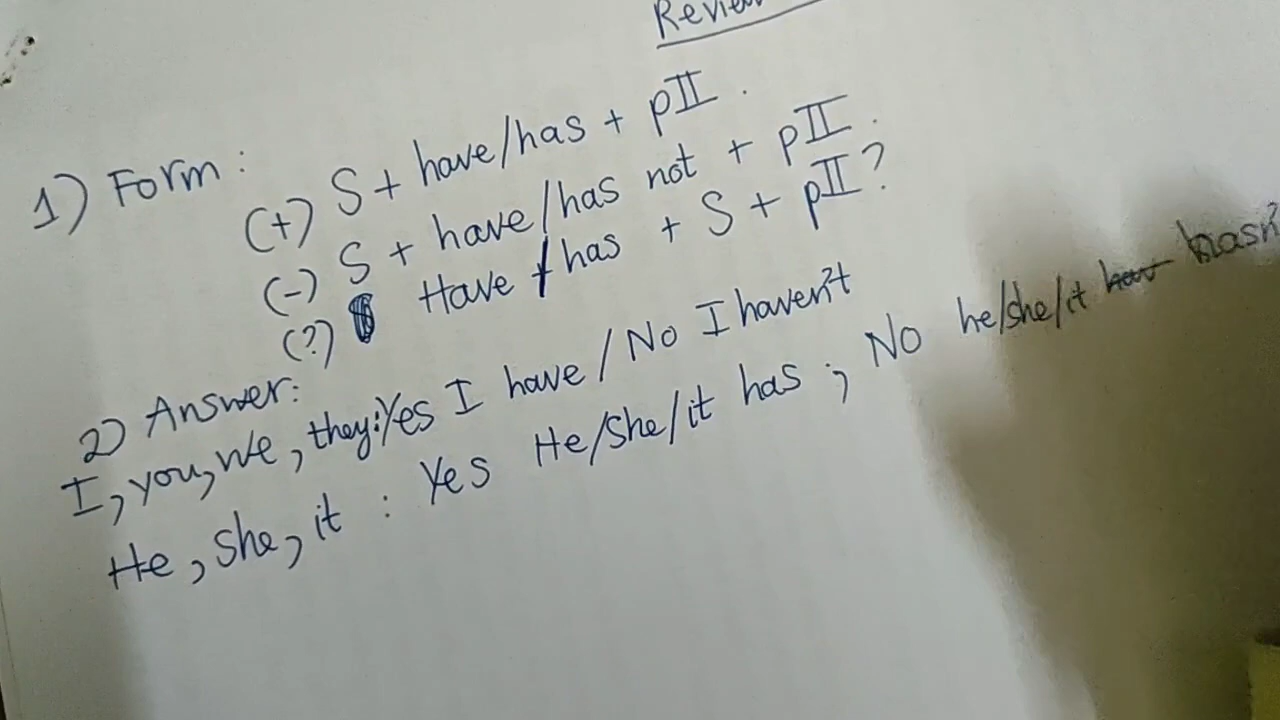 Review
1) Form:
(+) S + have/has + pII.
(-) S + have/has not + pII.
(?) Have/has + S + pII?
2) Answer:
I, you, we, they: Yes I have / No I haven't
He, she, it : Yes He/She/it has ; No he/she/it hasn't